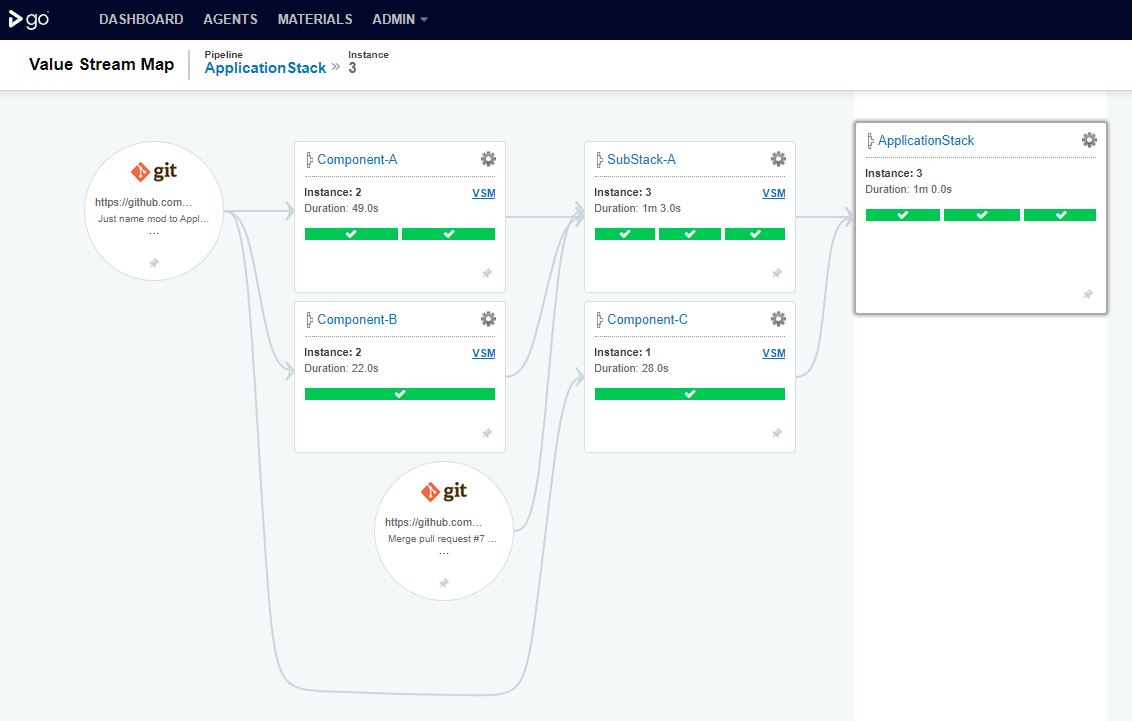 go DASHBOARD AGENTS MATERIALS ADMIN
Value Stream Map
Pipeline Instance
ApplicationStack » 3
git
https://github.com...
Just name mod to Appl...
...
Component-A
Instance: 2 VSM
Duration: 49.0s
SubStack-A
Instance: 3 VSM
Duration: 1m 3.0s
ApplicationStack
Instance: 3
Duration: 1m 0.0s
Component-B
Instance: 2 VSM
Duration: 22.0s
Component-C
Instance: 1 VSM
Duration: 28.0s
git
https://github.com...
Merge pull request #7 ...
...